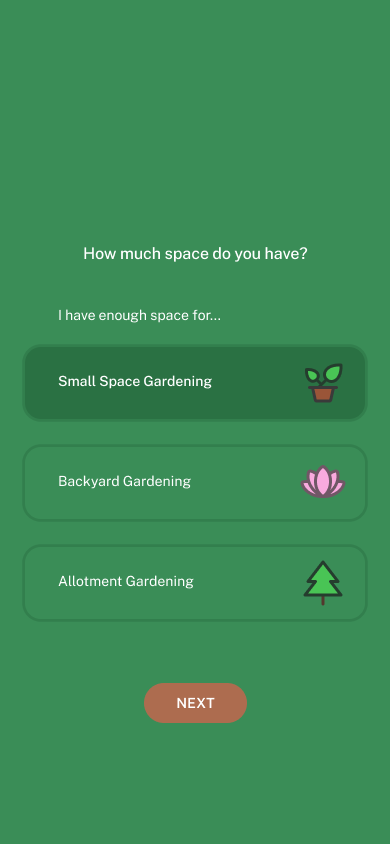 How much space do you have?
I have enough space for...
Small Space Gardening
Backyard Gardening
Allotment Gardening
NEXT